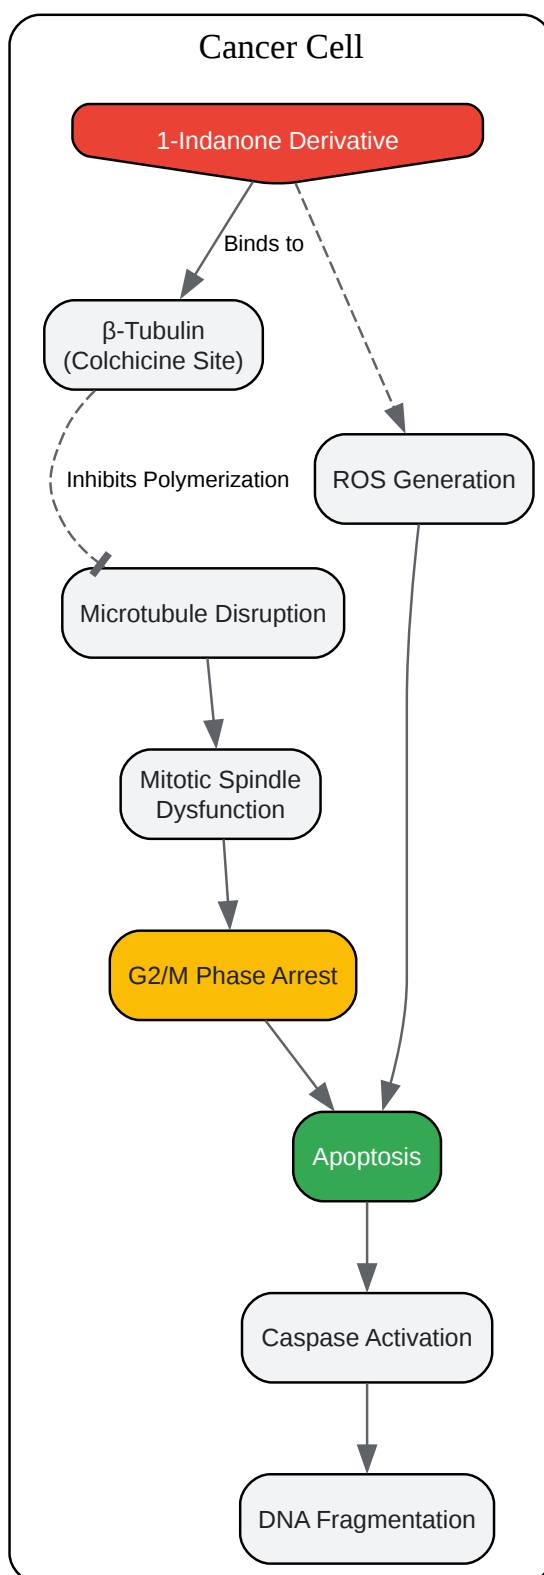 Cancer Cell
1-Indanone Derivative
Binds to
β-Tubulin
(Colchicine Site)
Inhibits Polymerization
ROS Generation
Microtubule Disruption
Mitotic Spindle
Dysfunction
G2/M Phase Arrest
Apoptosis
Caspase Activation
DNA Fragmentation